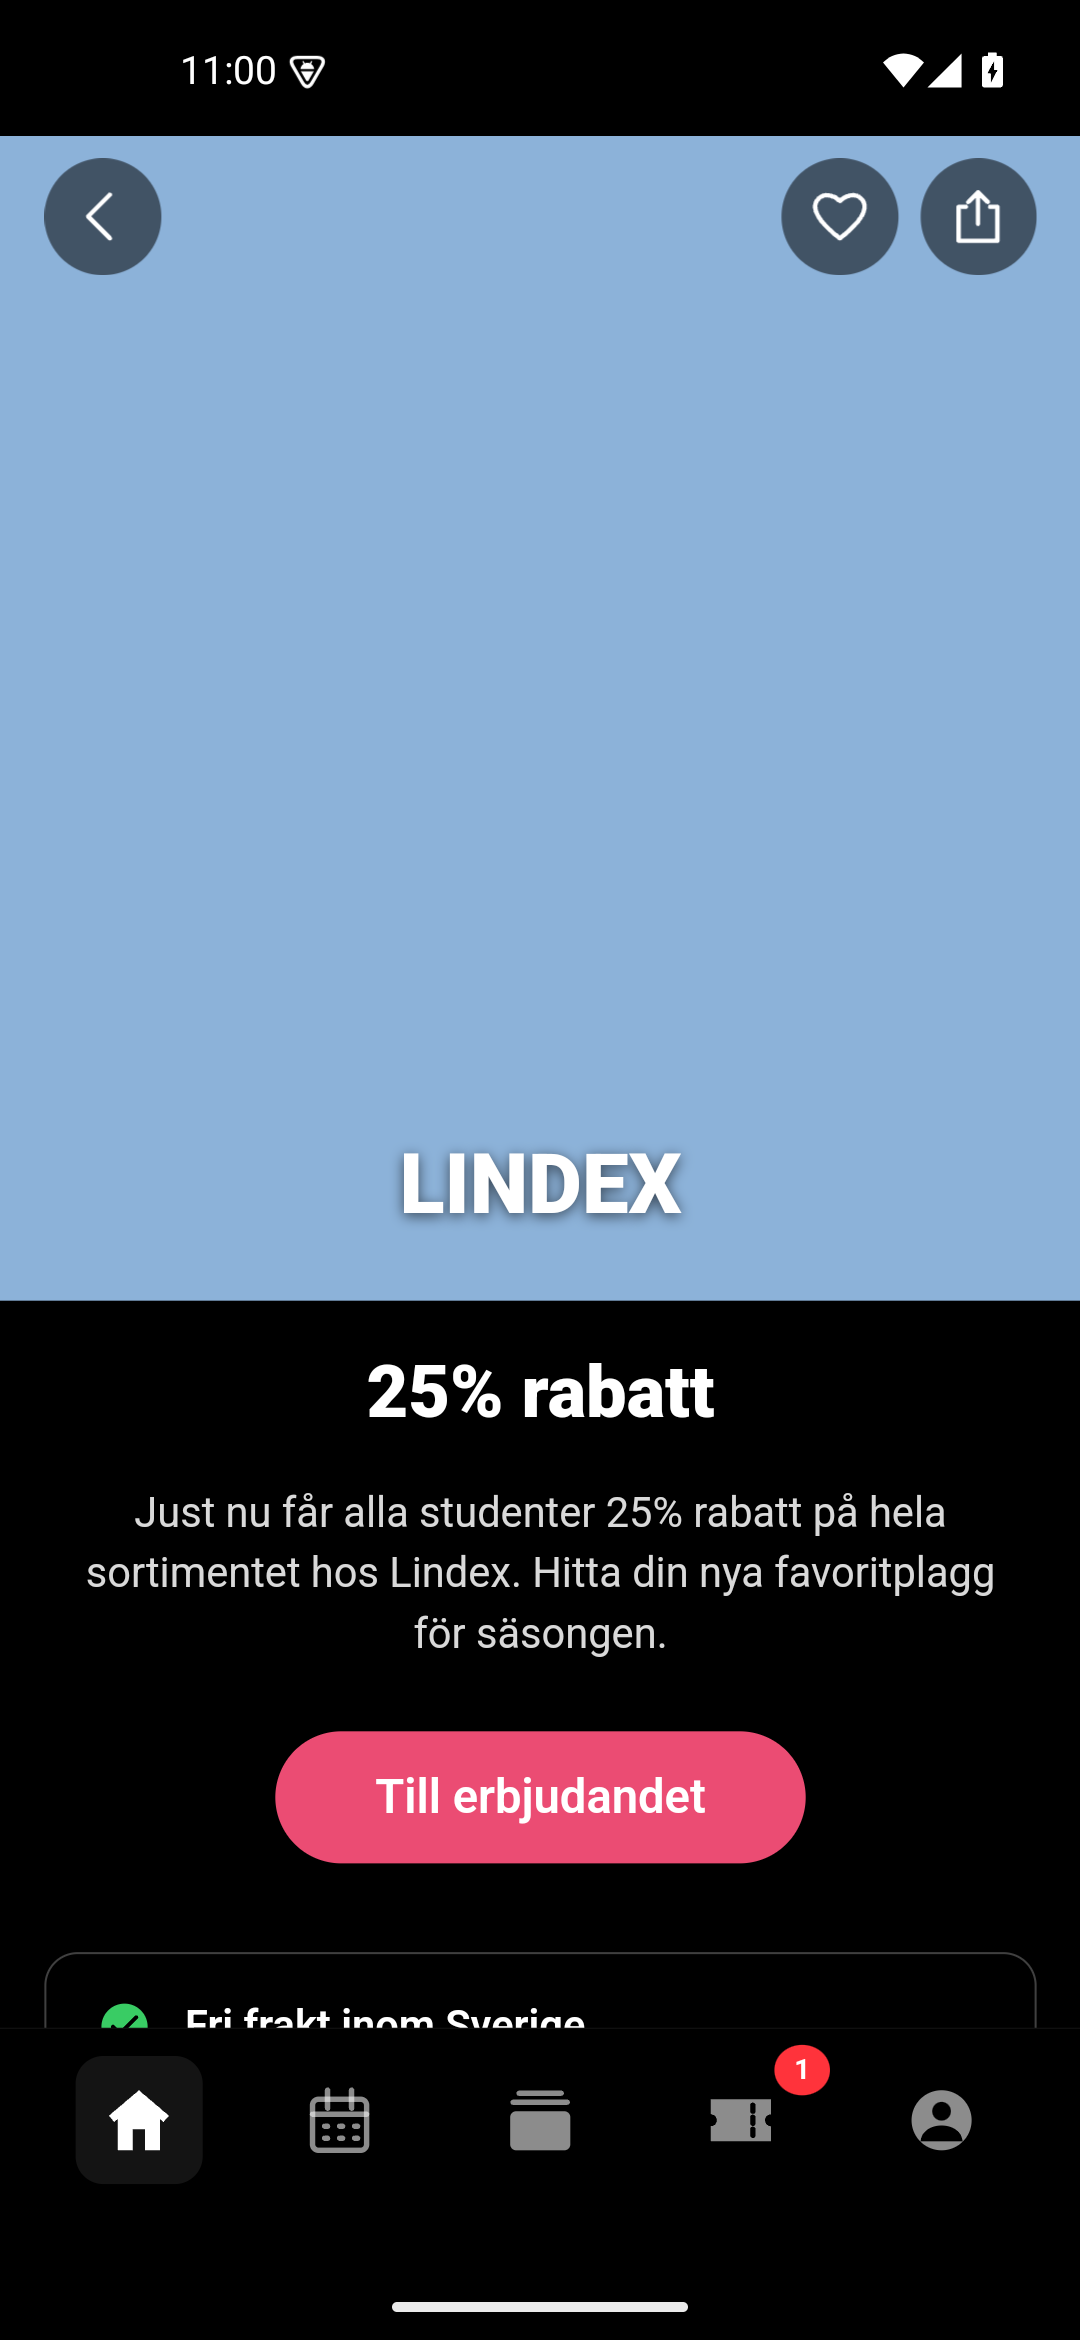 11:00
LINDEX
25% rabatt
Just nu får alla studenter 25% rabatt på hela
sortimentet hos Lindex. Hitta din nya favoritplagg
för säsongen.
Till erbjudandet
Fri frakt inom Sverige
1